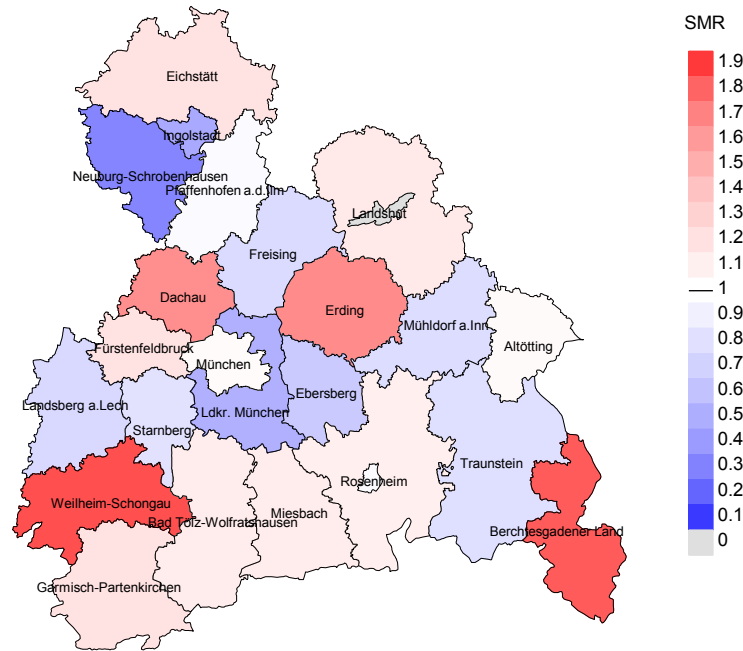 SMR
Eichstätt
Ingolstadt
Neuburg-Schrobenhausen
Pfaffenhofen a.d.Ilm
Landshut
Freising
Dachau
Erding
Mühldorf a.Inn
Fürstenfeldbruck
München
Altötting
Ebersberg
Landsberg a.Lech
Ldkr. München
Starnberg
Traunstein
Rosenheim
Weilheim-Schongau
Miesbach
Bad Tölz-Wolfratshausen
Berchtesgadener Land
Garmisch-Partenkirchen
1.9
1.8
1.7
1.6
1.5
1.4
1.3
1.2
1.1
1
0.9
0.8
0.7
0.6
0.5
0.4
0.3
0.2
0.1
0